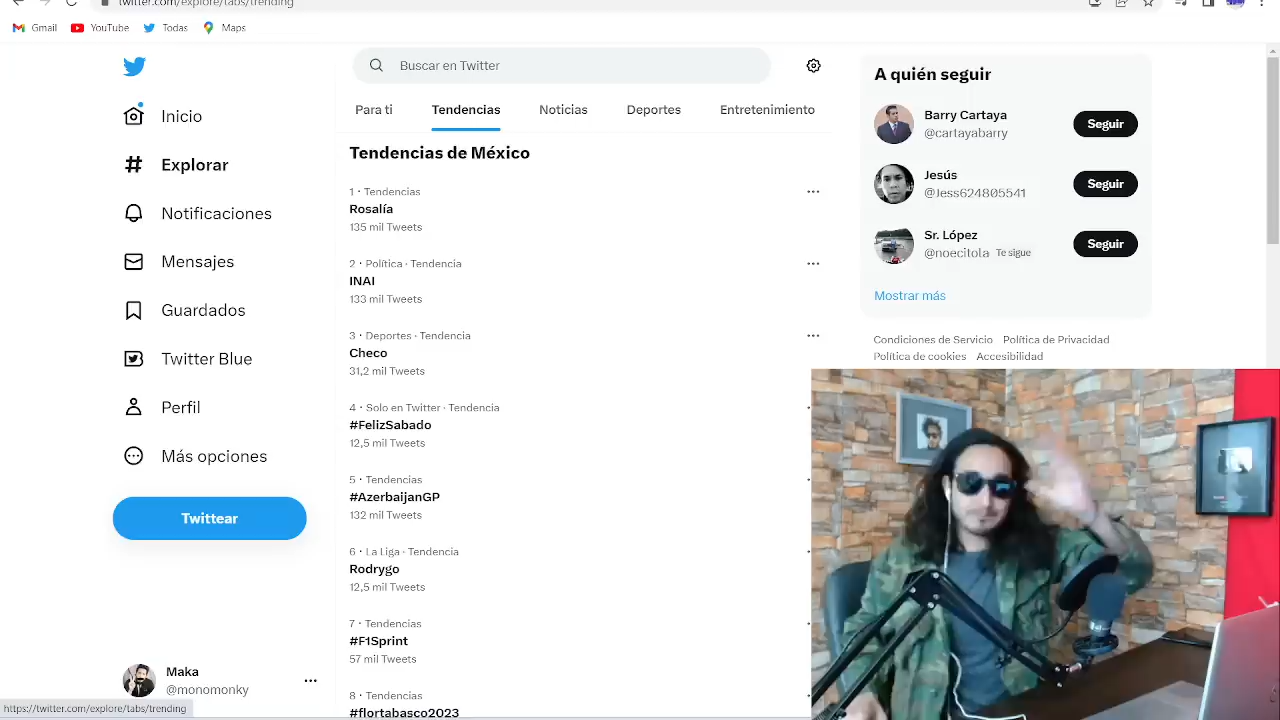 twitter.com/explore/tabs/trending
Gmail
YouTube
Todas
Maps
Inicio
Explorar
Notificaciones
Mensajes
Guardados
Twitter Blue
Perfil
Más opciones
Twittear
Maka
@monomonky
https://twitter.com/explore/tabs/trending
Buscar en Twitter
Para ti
Tendencias
Noticias
Deportes
Entretenimiento
Tendencias de México
1 · Tendencias
Rosalía
135 mil Tweets
2 · Política · Tendencia
INAI
133 mil Tweets
3 · Deportes · Tendencia
Checo
31,2 mil Tweets
4 · Solo en Twitter · Tendencia
#FelizSabado
12,5 mil Tweets
5 · Tendencias
#AzerbaijanGP
132 mil Tweets
6 · La Liga · Tendencia
Rodrygo
12,5 mil Tweets
7 · Tendencias
#F1Sprint
57 mil Tweets
8 · Tendencias
#flortabasco2023
A quién seguir
Barry Cartaya
@cartayabarry
Seguir
Jesús
@Jess624805541
Seguir
Sr. López
@noecitola Te sigue
Seguir
Mostrar más
Condiciones de Servicio Política de Privacidad
Política de cookies Accesibilidad